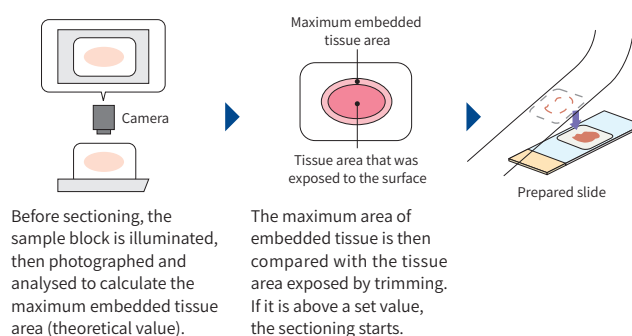 Camera
Before sectioning, the
sample block is illuminated,
then photographed and
analysed to calculate the
maximum embedded tissue
area (theoretical value).
Maximum embedded
tissue area
Tissue area that was
exposed to the surface
The maximum area of
embedded tissue is then
compared with the tissue
area exposed by trimming.
If it is above a set value,
the sectioning starts.
Prepared slide